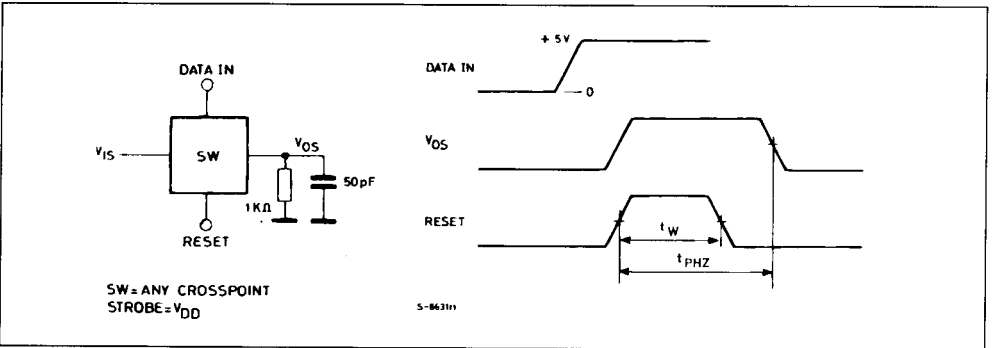 DATA IN
V_IS
SW
V_OS
1KΩ
50pF
RESET
SW=ANY CROSSPOINT
STROBE=V_DD
+5V
DATA IN
0
V_OS
RESET
t_W
t_PHZ